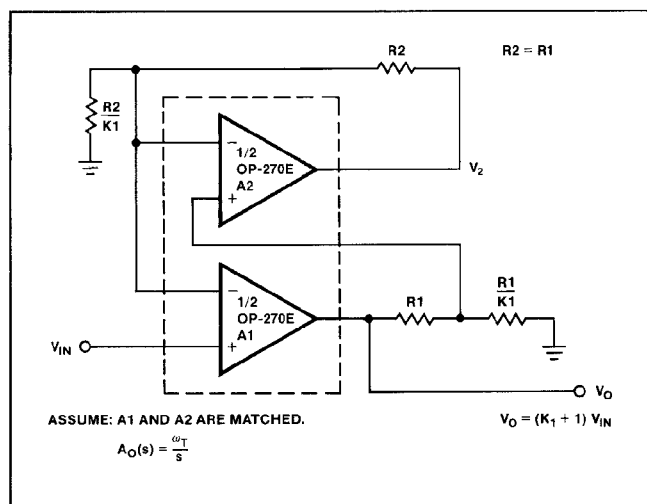 R2
R2 = R1
R2
K1
−
1/2
OP-270E
A2
+
V2
−
1/2
OP-270E
A1
+
R1
R1
K1
VIN
VO
ASSUME: A1 AND A2 ARE MATCHED.
AO(s) = ωT
s
VO = (K1 + 1) VIN